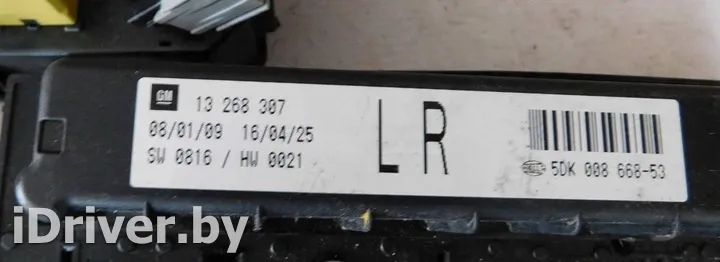 GM 13 268 307
08/01/09 16/04/25
SW 0816 / HW 0021
LR
5DK 008 668-53
iDriver.by